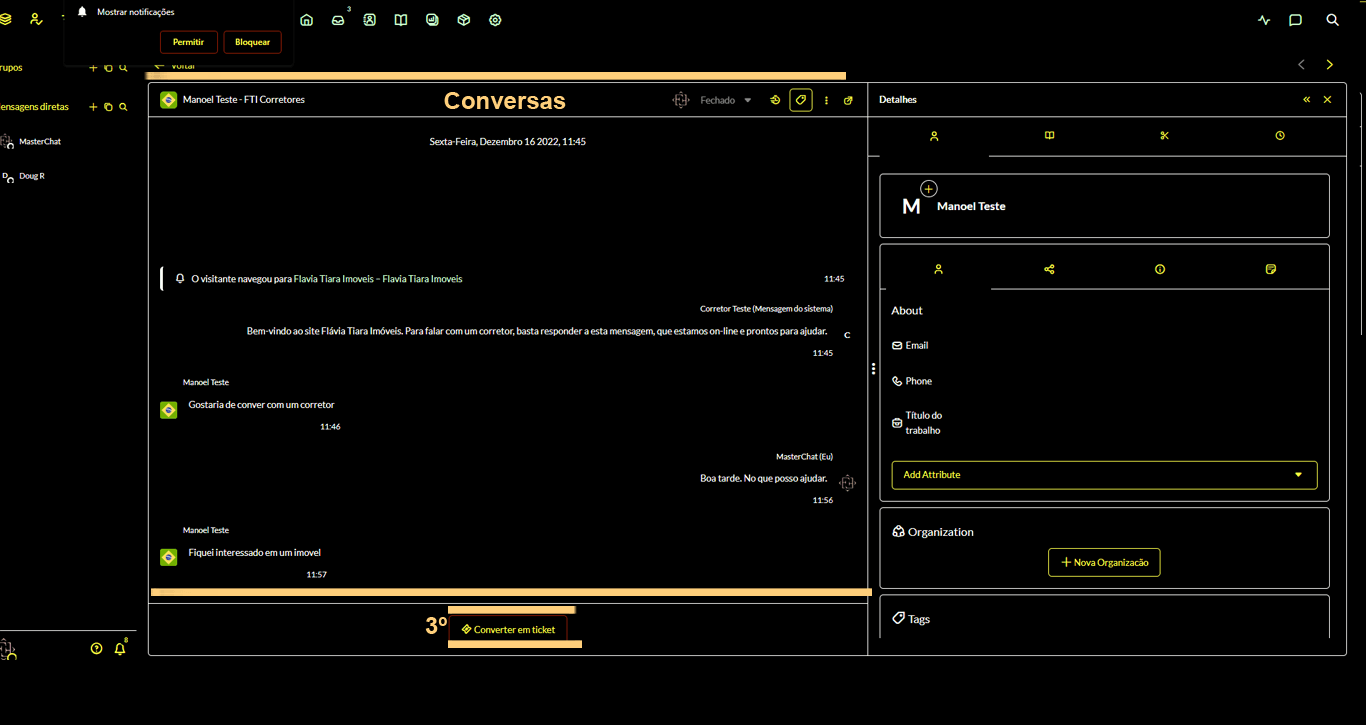 Mostrar notificações
Permitir
Bloquear
3
rupos
Voltar
ensagens diretas
MasterChat
D
Doug R
Manoel Teste - FTI Corretores
Conversas
Fechado
Sexta-Feira, Dezembro 16 2022, 11:45
O visitante navegou para Flavia Tiara Imoveis – Flavia Tiara Imoveis
11:45
Corretor Teste (Mensagem do sistema)
Bem-vindo ao site Flávia Tiara Imóveis. Para falar com um corretor, basta responder a esta mensagem, que estamos on-line e prontos para ajudar.
C
11:45
Manoel Teste
Gostaria de conver com um corretor
11:46
MasterChat (Eu)
Boa tarde. No que posso ajudar.
11:56
Manoel Teste
Fiquei interessado em um imovel
11:57
3º
Converter em ticket
8
Detalhes
M
Manoel Teste
About
Email
Phone
Título do
trabalho
Add Attribute
Organization
Nova Organizacão
Tags